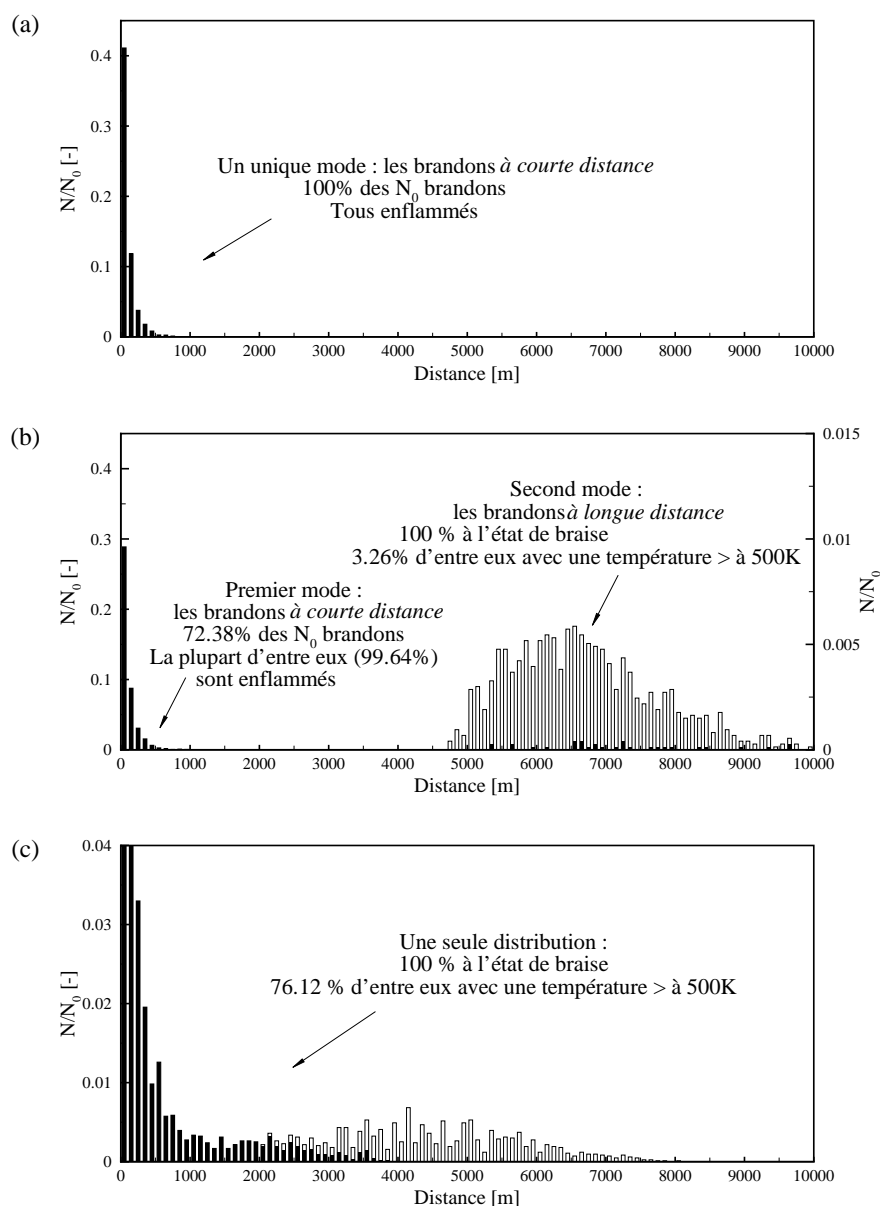 (a)
0.4
0.3
0.2
0.1
0
N/N0 [-]
Un unique mode : les brandons à courte distance
100% des N0 brandons
Tous enflammés
0 1000 2000 3000 4000 5000 6000 7000 8000 9000 10000
Distance [m]
(b)
0.4
0.3
0.2
0.1
0
N/N0 [-]
Premier mode :
les brandons à courte distance
72.38% des N0 brandons
La plupart d'entre eux (99.64%)
sont enflammés
Second mode :
les brandons à longue distance
100 % à l'état de braise
3.26% d'entre eux avec une température > à 500K
0.015
0.01
0.005
0
N/N0 [-]
0 1000 2000 3000 4000 5000 6000 7000 8000 9000 10000
Distance [m]
(c)
0.04
0.03
0.02
0.01
0
N/N0 [-]
Une seule distribution :
100 % à l'état de braise
76.12 % d'entre eux avec une température > à 500K
0 1000 2000 3000 4000 5000 6000 7000 8000 9000 10000
Distance [m]